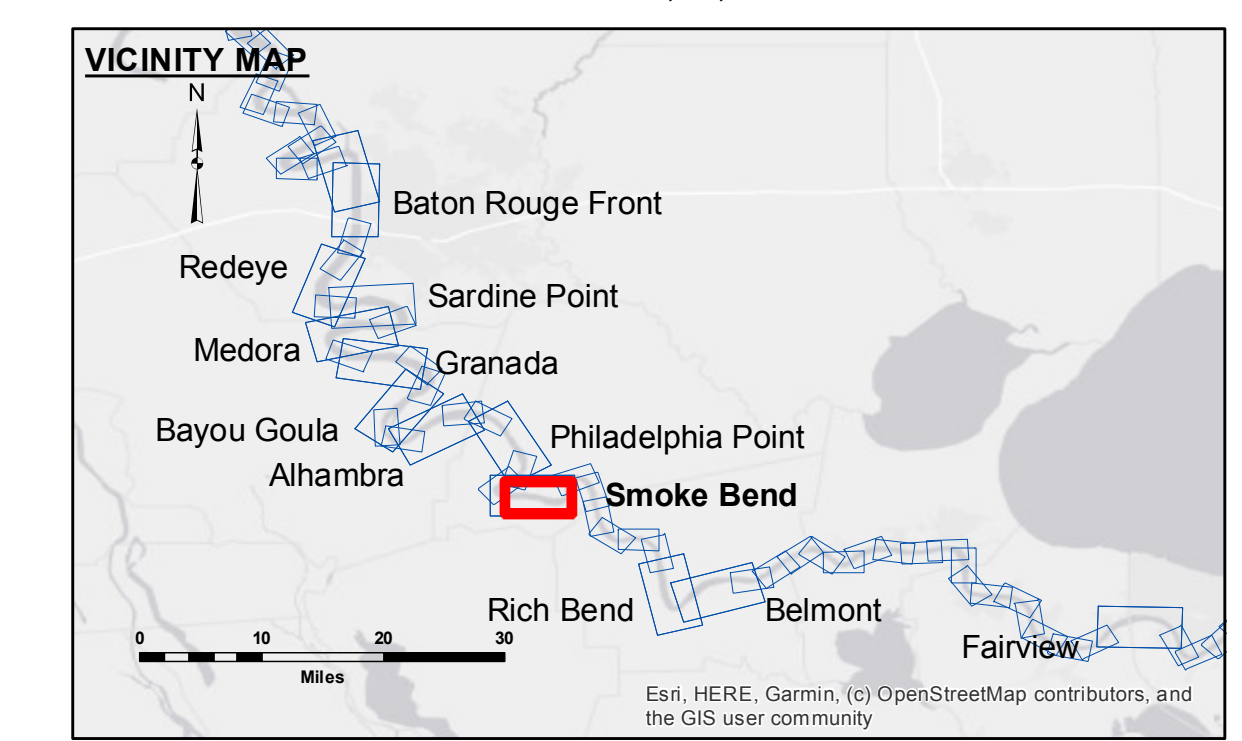 VICINITY MAP
N
Baton Rouge Front
Redeye
Sardine Point
Medora
Granada
Bayou Goula
Philadelphia Point
Alhambra
Smoke Bend
Rich Bend
Belmont
Fairview
0 10 20 30
Miles
Esri, HERE, Garmin, (c) OpenStreetMap contributors, and
the GIS user community